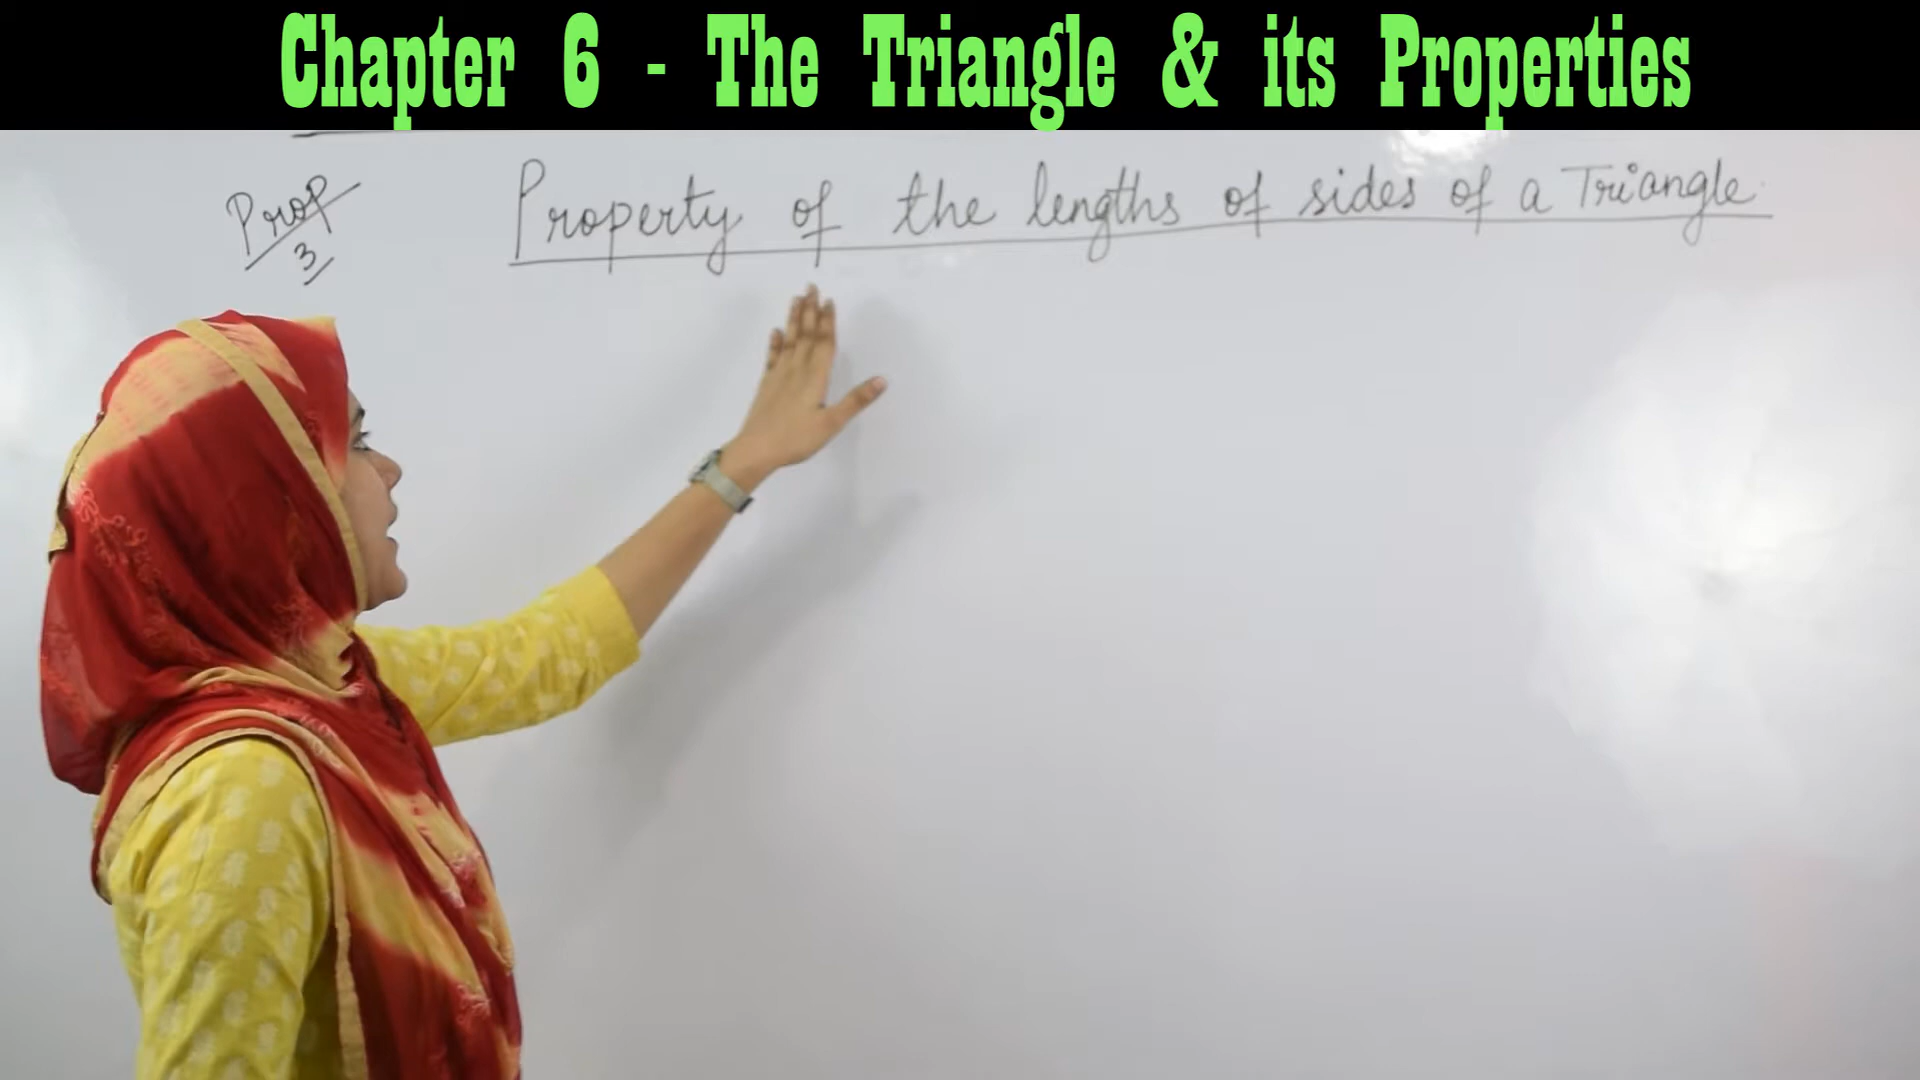 Chapter 6 - The Triangle & its Properties
Prop Property of the lengths of sides of a Triangle
3